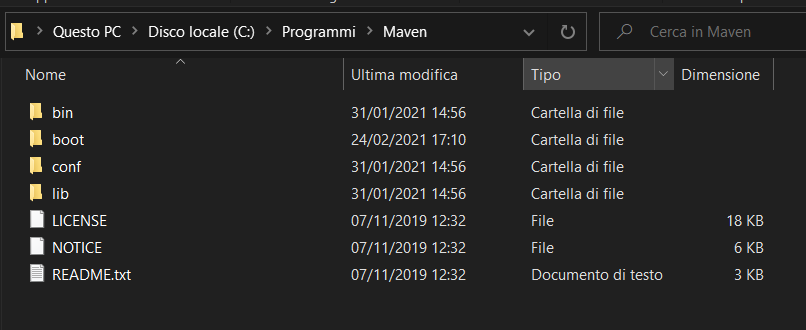 Questo PC > Disco locale (C:) > Programmi > Maven
Cerca in Maven
Nome Ultima modifica Tipo Dimensione
bin 31/01/2021 14:56 Cartella di file
boot 24/02/2021 17:10 Cartella di file
conf 31/01/2021 14:56 Cartella di file
lib 31/01/2021 14:56 Cartella di file
LICENSE 07/11/2019 12:32 File 18 KB
NOTICE 07/11/2019 12:32 File 6 KB
README.txt 07/11/2019 12:32 Documento di testo 3 KB